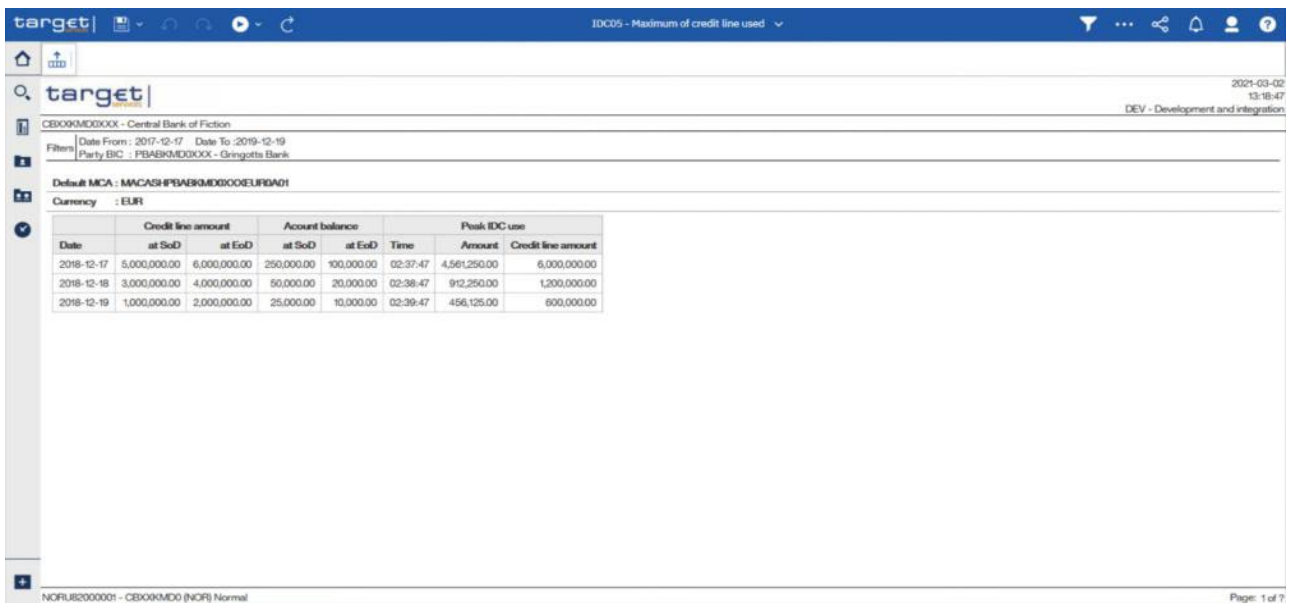 target|
IDC05 - Maximum of credit line used
target|
services
2021-03-02
13:18:47
DEV - Development and integration
CBXXKMD0XXX - Central Bank of Fiction
Filters
Date From : 2017-12-17 Date To :2019-12-19
Party BIC : PBABKMD0XXX - Gringotts Bank
Default MCA : MACASHPBABKMD0XXXEUR0A01
Currency : EUR
Credit line amount Acount balance Peak IDC use
Date at SoD at EoD at SoD at EoD Time Amount Credit line amount
2018-12-17 5,000,000.00 6,000,000.00 250,000.00 100,000.00 02:37:47 4,561,250.00 6,000,000.00
2018-12-18 3,000,000.00 4,000,000.00 50,000.00 20,000.00 02:38:47 912,250.00 1,200,000.00
2018-12-19 1,000,000.00 2,000,000.00 25,000.00 10,000.00 02:39:47 456,125.00 600,000.00
NORU82000001 - CBXXKMD0 (NOR) Normal
Page: 1 of ?